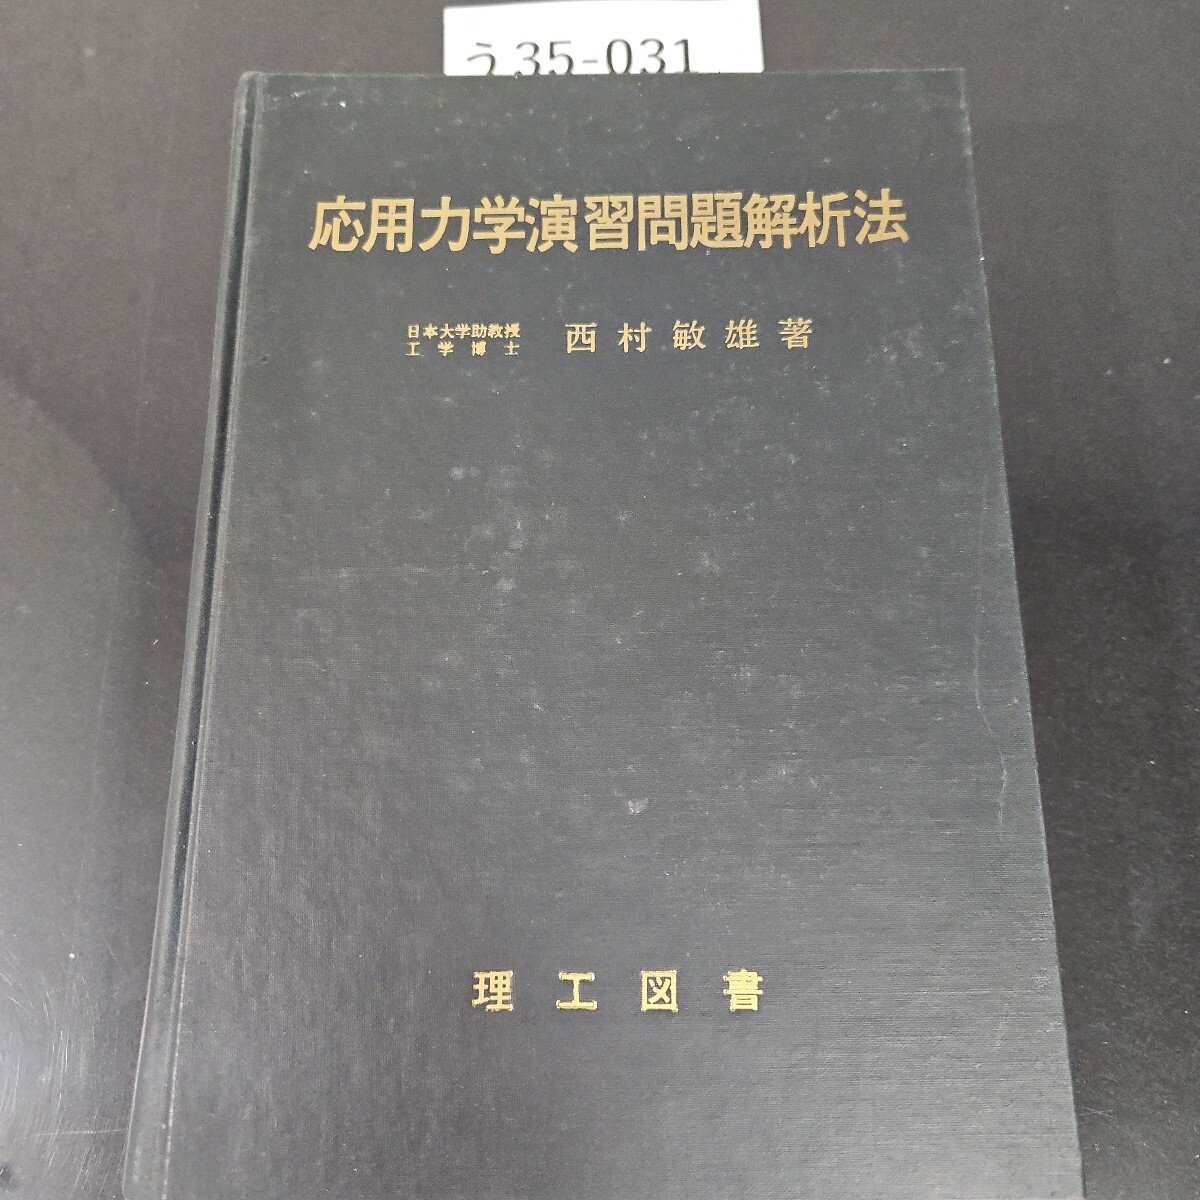 う35-031
応用力学演習問題解析法
日本大学助教授
工学博士
西村敏雄著
理工図書